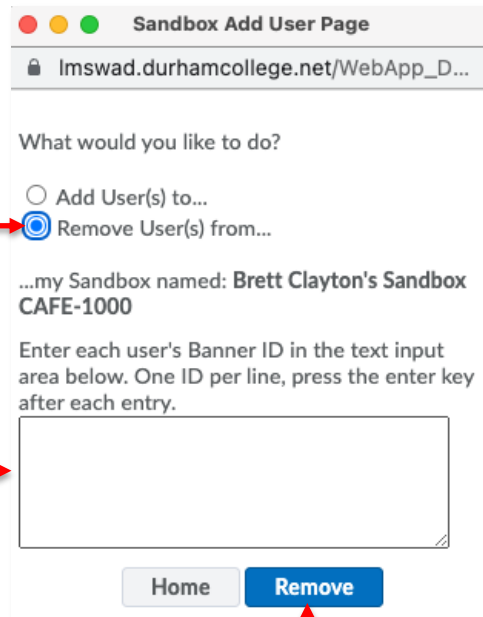 Sandbox Add User Page
lmswad.durhamcollege.net/WebApp_D...
What would you like to do?
Add User(s) to...
Remove User(s) from...
...my Sandbox named: Brett Clayton's Sandbox
CAFE-1000
Enter each user's Banner ID in the text input
area below. One ID per line, press the enter key
after each entry.
Home Remove